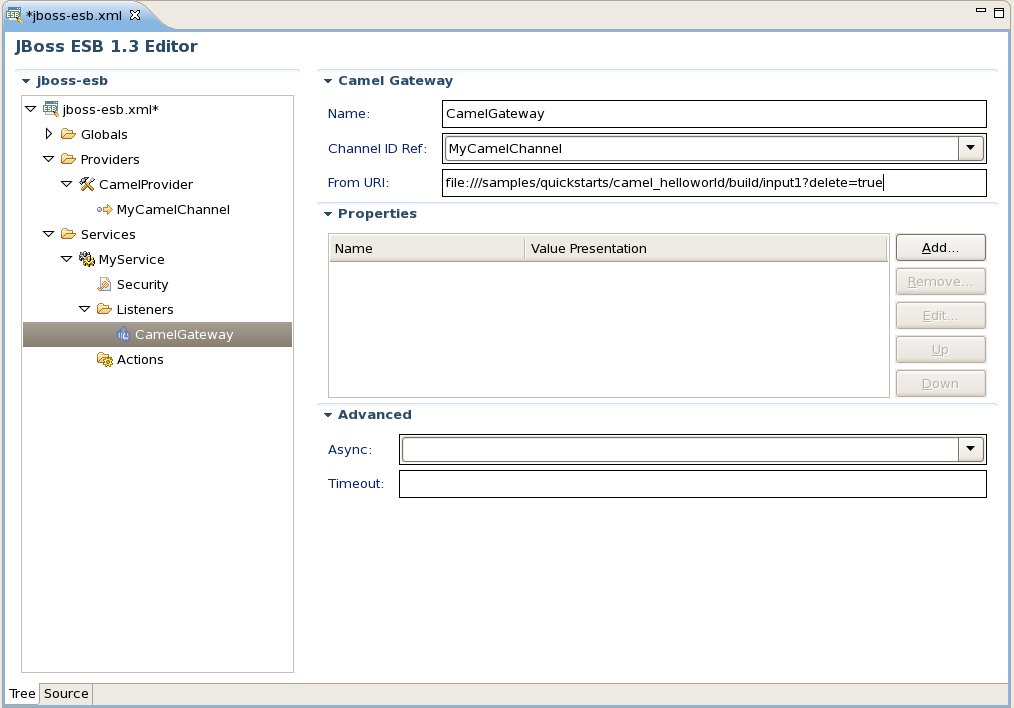 *jboss-esb.xml
JBoss ESB 1.3 Editor
jboss-esb
jboss-esb.xml*
Globals
Providers
CamelProvider
MyCamelChannel
Services
MyService
Security
Listeners
CamelGateway
Actions
Camel Gateway
Name: CamelGateway
Channel ID Ref: MyCamelChannel
From URI: file:///samples/quickstarts/camel_helloworld/build/input1?delete=true
Properties
Name Value Presentation
Add...
Remove...
Edit...
Up
Down
Advanced
Async:
Timeout:
Tree Source